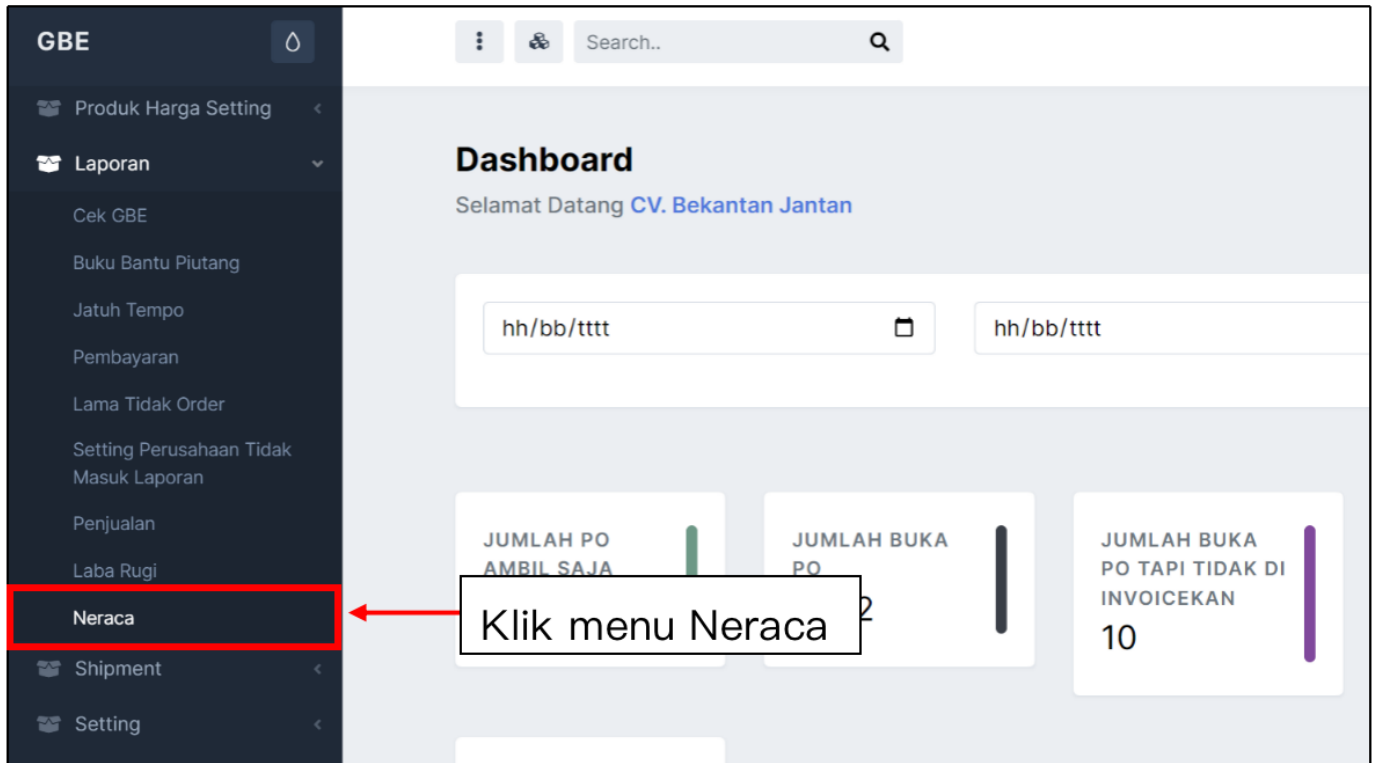 GBE
Search..
Produk Harga Setting
Laporan
Cek GBE
Buku Bantu Piutang
Jatuh Tempo
Pembayaran
Lama Tidak Order
Setting Perusahaan Tidak
Masuk Laporan
Penjualan
Laba Rugi
Neraca
Shipment
Setting
Dashboard
Selamat Datang CV. Bekantan Jantan
hh/bb/tttt
hh/bb/tttt
JUMLAH PO
AMBIL SAJA
JUMLAH BUKA
PO
2
JUMLAH BUKA
PO TAPI TIDAK DI
INVOICEKAN
10
Klik menu Neraca